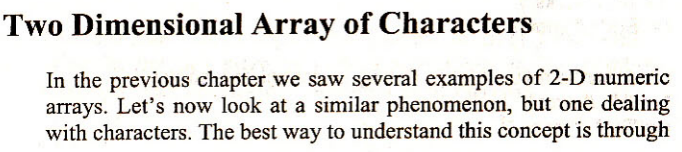 Two Dimensional Array of Characters
In the previous chapter we saw several examples of 2-D numeric
arrays. Let's now look at a similar phenomenon, but one dealing
with characters. The best way to understand this concept is through